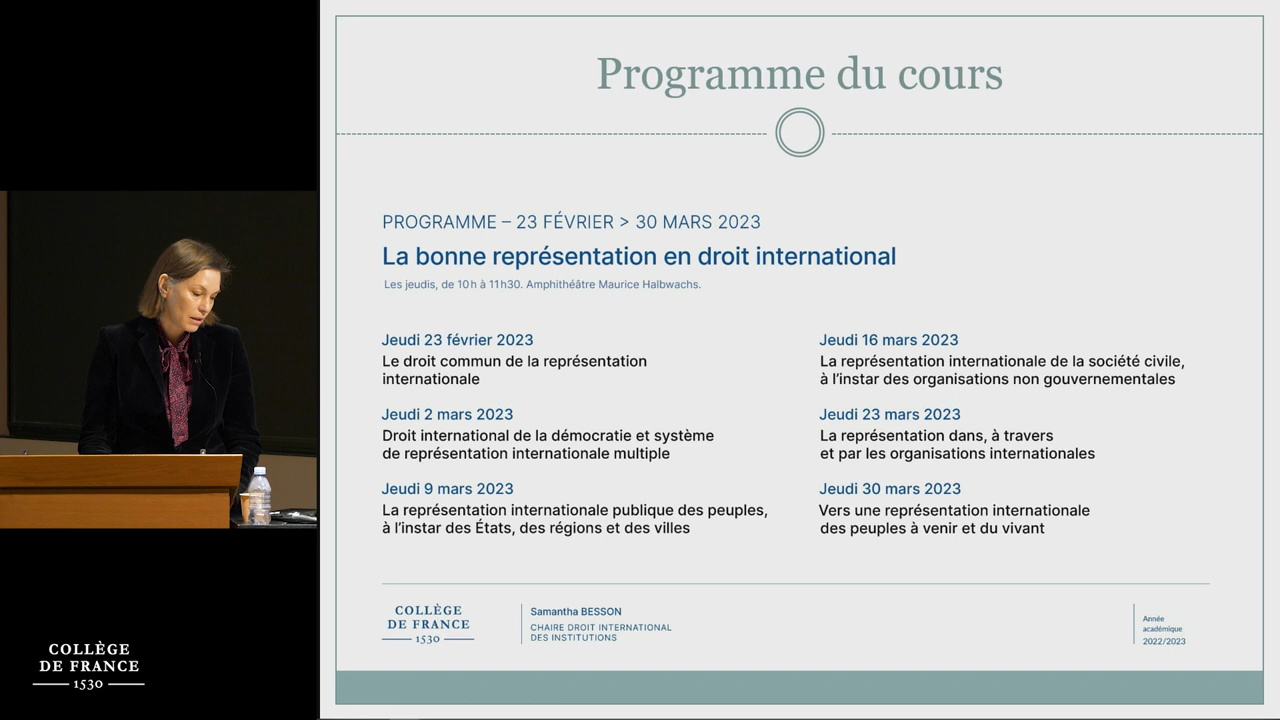 Programme du cours
PROGRAMME – 23 FÉVRIER > 30 MARS 2023
La bonne représentation en droit international
Les jeudis, de 10h à 11h30. Amphithéâtre Maurice Halbwachs.
Jeudi 23 février 2023
Le droit commun de la représentation
internationale
Jeudi 2 mars 2023
Droit international de la démocratie et système
de représentation internationale multiple
Jeudi 9 mars 2023
La représentation internationale publique des peuples,
à l’instar des États, des régions et des villes
Jeudi 16 mars 2023
La représentation internationale de la société civile,
à l’instar des organisations non gouvernementales
Jeudi 23 mars 2023
La représentation dans, à travers
et par les organisations internationales
Jeudi 30 mars 2023
Vers une représentation internationale
des peuples à venir et du vivant
COLLÈGE
DE FRANCE
1530
Samantha BESSON
CHAIRE DROIT INTERNATIONAL
DES INSTITUTIONS
Année
académique
2022/2023
COLLÈGE
DE FRANCE
1530